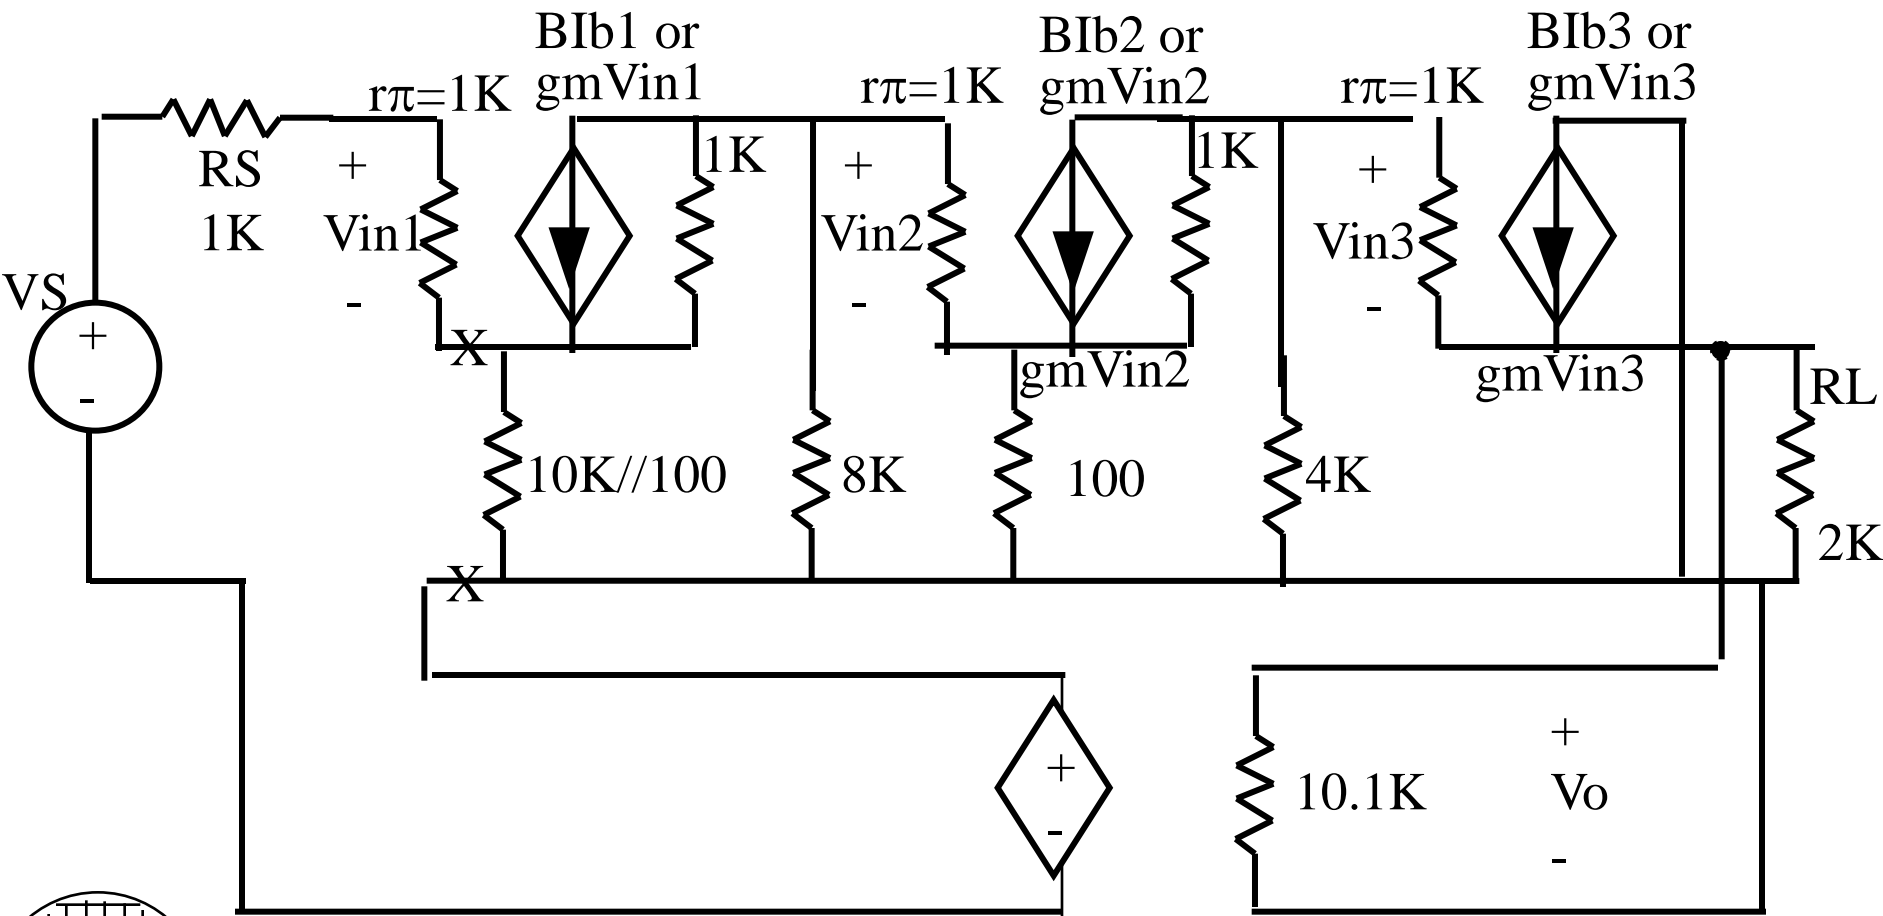 BIb1 or
gmVin1
BIb2 or
gmVin2
BIb3 or
gmVin3
rπ=1K
rπ=1K
rπ=1K
RS
1K
+
Vin1
-
1K
+
Vin2
-
1K
+
Vin3
-
VS
+
-
X
gmVin2
gmVin3
RL
10K//100
8K
100
4K
2K
X
+
-
10.1K
+
Vo
-